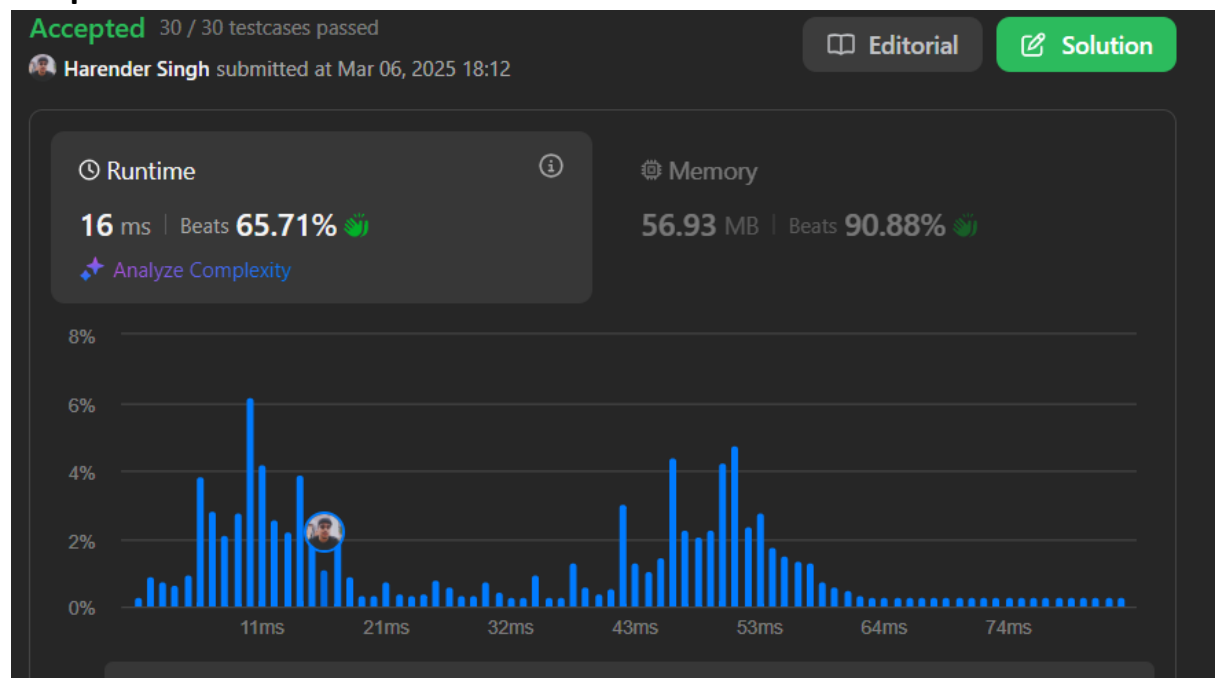 Accepted 30 / 30 testcases passed
Editorial
Solution
Harender Singh submitted at Mar 06, 2025 18:12
Runtime
16 ms | Beats 65.71%
Analyze Complexity
Memory
56.93 MB | Beats 90.88%
8%
6%
4%
2%
0%
11ms 21ms 32ms 43ms 53ms 64ms 74ms